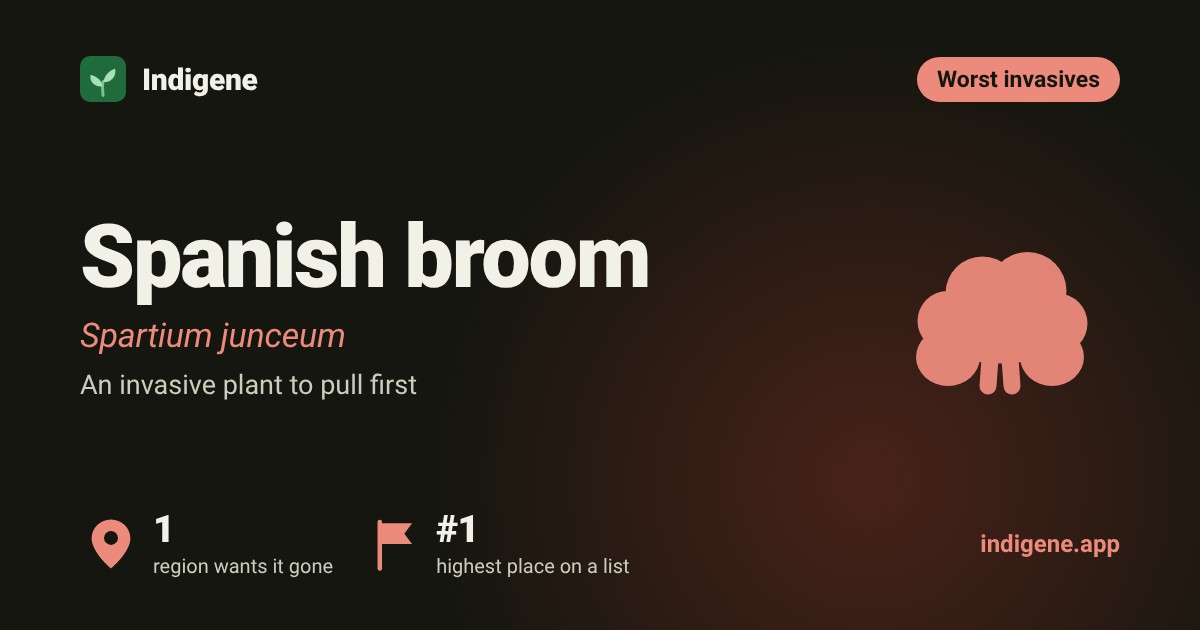 Indigene
Worst invasives
Spanish broom
Spartium junceum
An invasive plant to pull first
1
region wants it gone
#1
highest place on a list
indigene.app